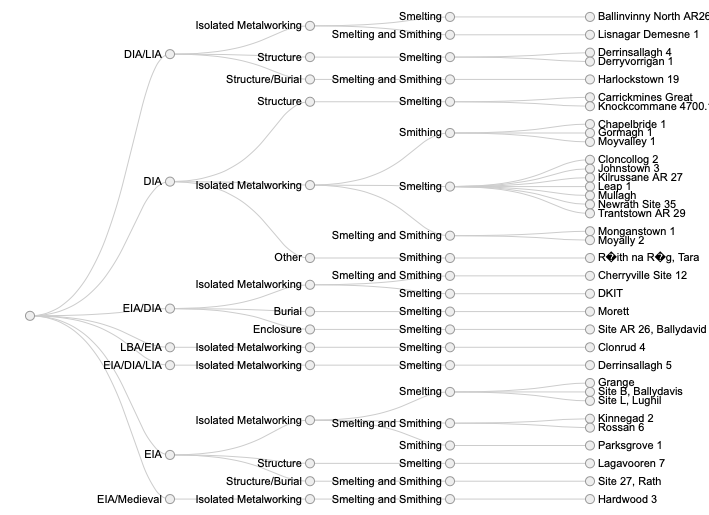 Smelting
Ballinvinny North AR26
Isolated Metalworking
Smelting and Smithing
Lisnagar Demesne 1
DIA/LIA
Structure
Smelting
Derrinsallagh 4
Derryvorrigan 1
Structure/Burial
Smelting and Smithing
Harlockstown 19
Structure
Smelting
Carrickmines Great
Knockcommane 4700.
Smithing
Chapelbride 1
Gormagh 1
Moyvalley 1
DIA
Isolated Metalworking
Smelting
Cloncollog 2
Johnstown 3
Kilrussane AR 27
Leap 1
Mullagh
Newrath Site 35
Trantstown AR 29
Smelting and Smithing
Monganstown 1
Moyally 2
Other
Smithing
R�ith na R�g, Tara
Isolated Metalworking
Smelting and Smithing
Cherryville Site 12
Smelting
DKIT
EIA/DIA
Burial
Smelting
Morett
Enclosure
Smelting
Site AR 26, Ballydavid
LBA/EIA
Isolated Metalworking
Smelting
Clonrud 4
EIA/DIA/LIA
Isolated Metalworking
Smelting
Derrinsallagh 5
Smelting
Grange
Site B, Ballydavis
Site L, Lughil
Isolated Metalworking
Smelting and Smithing
Kinnegad 2
Rossan 6
Smithing
Parksgrove 1
EIA
Structure
Smelting
Lagavooren 7
Structure/Burial
Smelting and Smithing
Site 27, Rath
EIA/Medieval
Isolated Metalworking
Smelting and Smithing
Hardwood 3